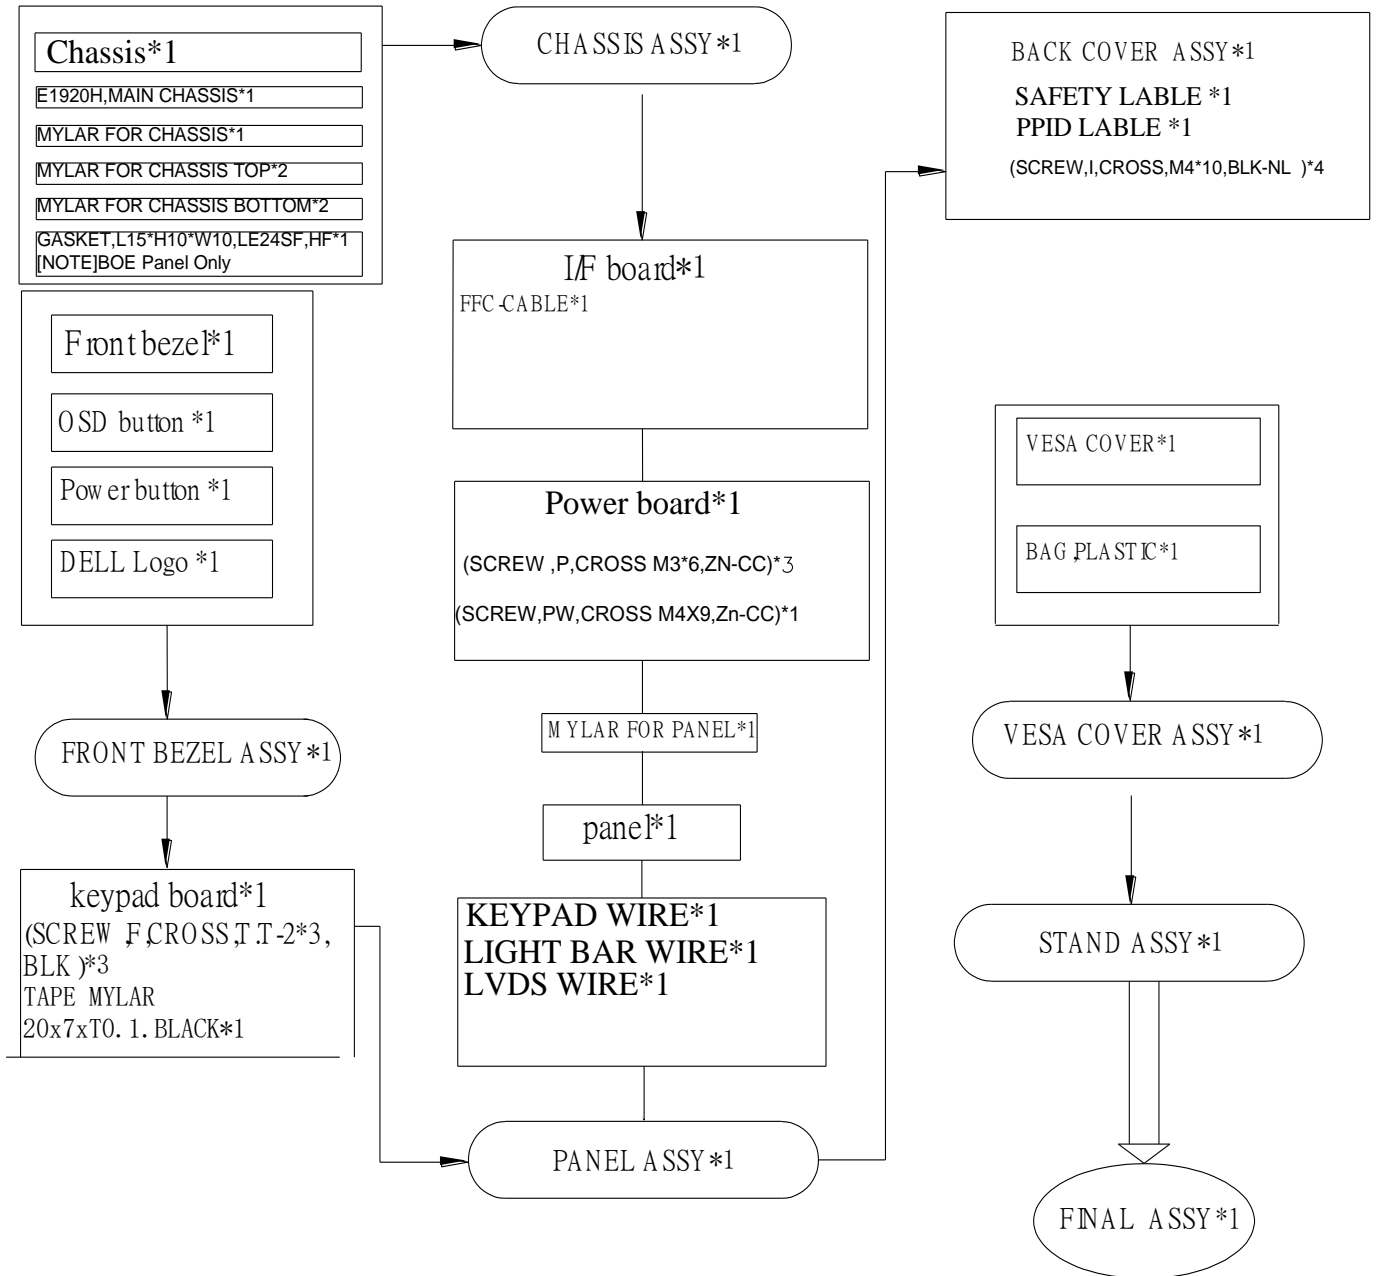 Chassis*1
E1920H,MAIN CHASSIS*1
MYLAR FOR CHASSIS*1
MYLAR FOR CHASSIS TOP*2
MYLAR FOR CHASSIS BOTTOM*2
GASKET,L15*H10*W10,LE24SF,HF*1
[NOTE]BOE Panel Only
Front bezel*1
OSD button *1
Power button *1
DELL Logo *1
FRONT BEZEL ASSY*1
keypad board*1
(SCREW ,F,CROSS,T.T-2*3,
BLK )*3
TAPE MYLAR
20x7xT0.1.BLACK*1
CHASSIS ASSY*1
I/F board*1
FFC-CABLE*1
Power board*1
(SCREW ,P,CROSS M3*6,ZN-CC)*3
(SCREW,PW,CROSS M4X9,Zn-CC)*1
MYLAR FOR PANEL*1
panel*1
KEYPAD WIRE*1
LIGHT BAR WIRE*1
LVDS WIRE*1
PANEL ASSY*1
BACK COVER ASSY*1
SAFETY LABLE *1
PPID LABLE *1
(SCREW,I,CROSS,M4*10,BLK-NL )*4
VESA COVER*1
BAG,PLASTIC*1
VESA COVER ASSY*1
STAND ASSY*1
FINAL ASSY*1